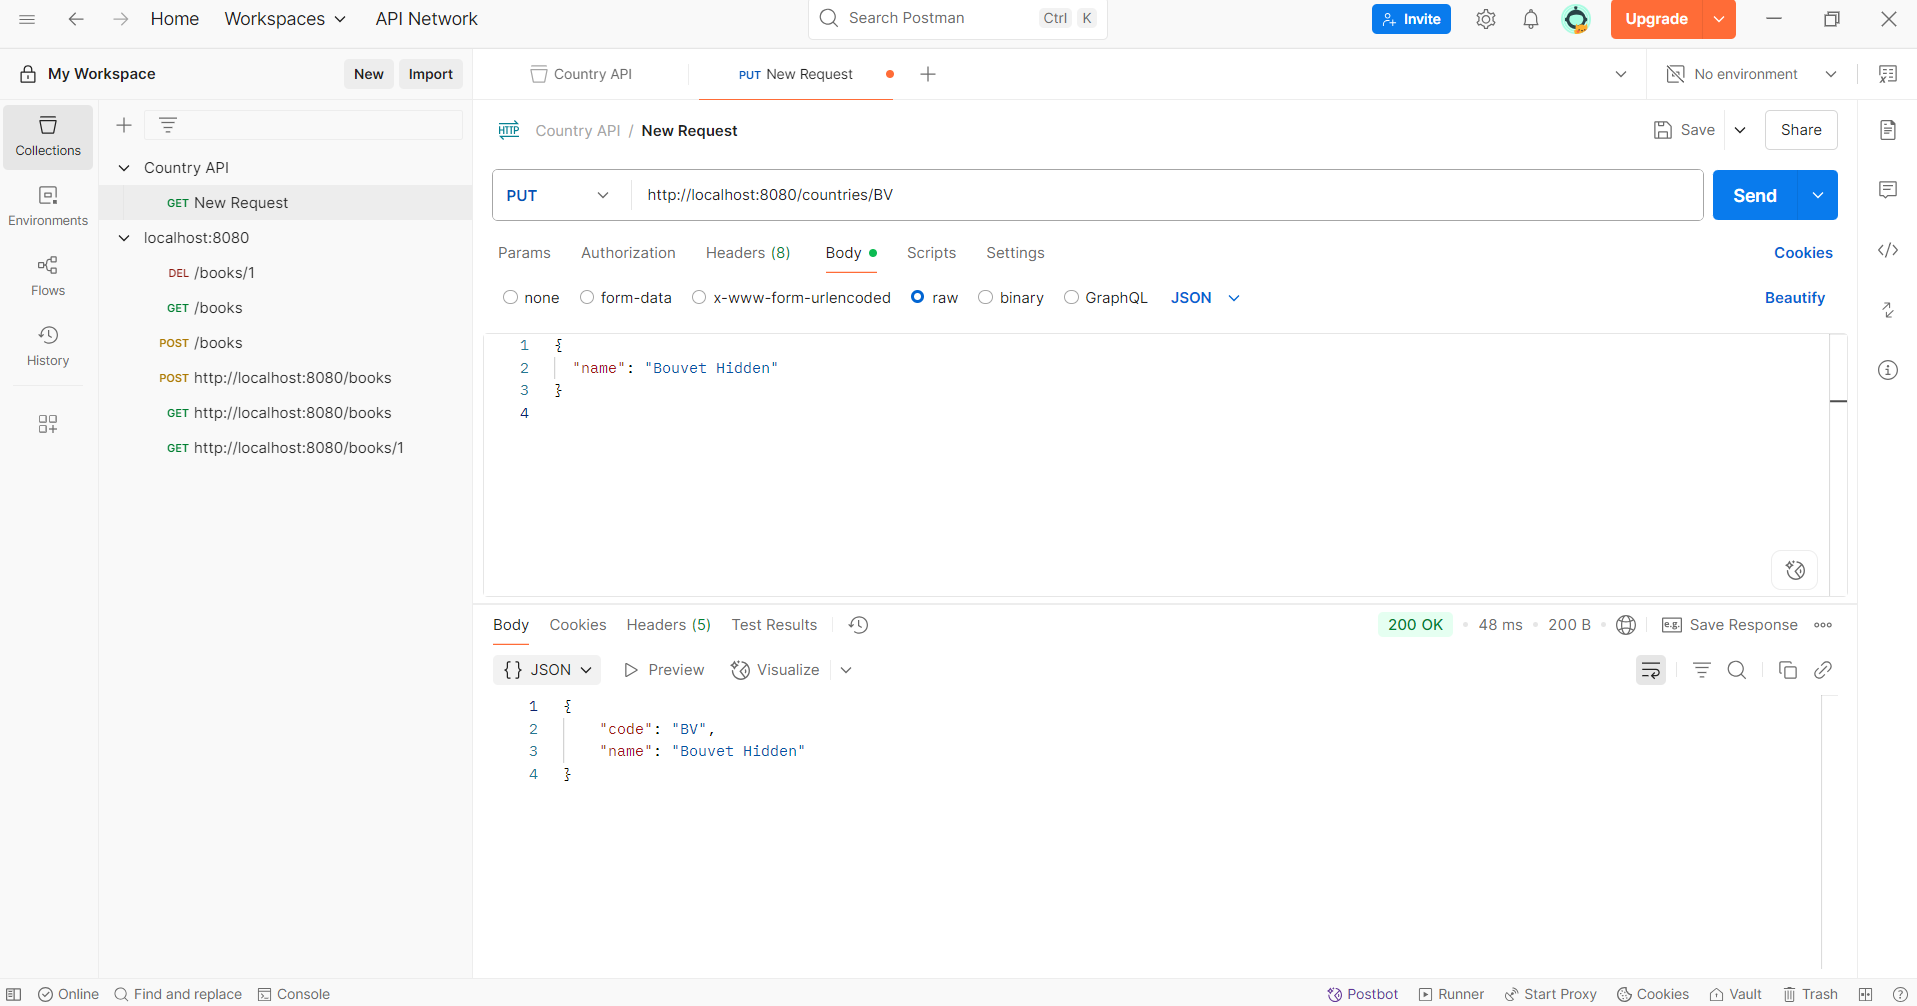 Home Workspaces API Network Search Postman Ctrl K Invite Upgrade
My Workspace New Import Country API PUT New Request No environment
Collections
Environments
Flows
History
Country API
GET New Request
localhost:8080
DEL /books/1
GET /books
POST /books
POST http://localhost:8080/books
GET http://localhost:8080/books
GET http://localhost:8080/books/1
HTTP Country API / New Request Save Share
PUT http://localhost:8080/countries/BV Send
Params Authorization Headers (8) Body Scripts Settings Cookies
none form-data x-www-form-urlencoded raw binary GraphQL JSON Beautify
1 {
2 "name": "Bouvet Hidden"
3 }
4
Body Cookies Headers (5) Test Results 200 OK 48 ms 200 B e.g. Save Response
{} JSON Preview Visualize
1 {
2 "code": "BV",
3 "name": "Bouvet Hidden"
4 }
Online Find and replace Console Postbot Runner Start Proxy Cookies Vault Trash